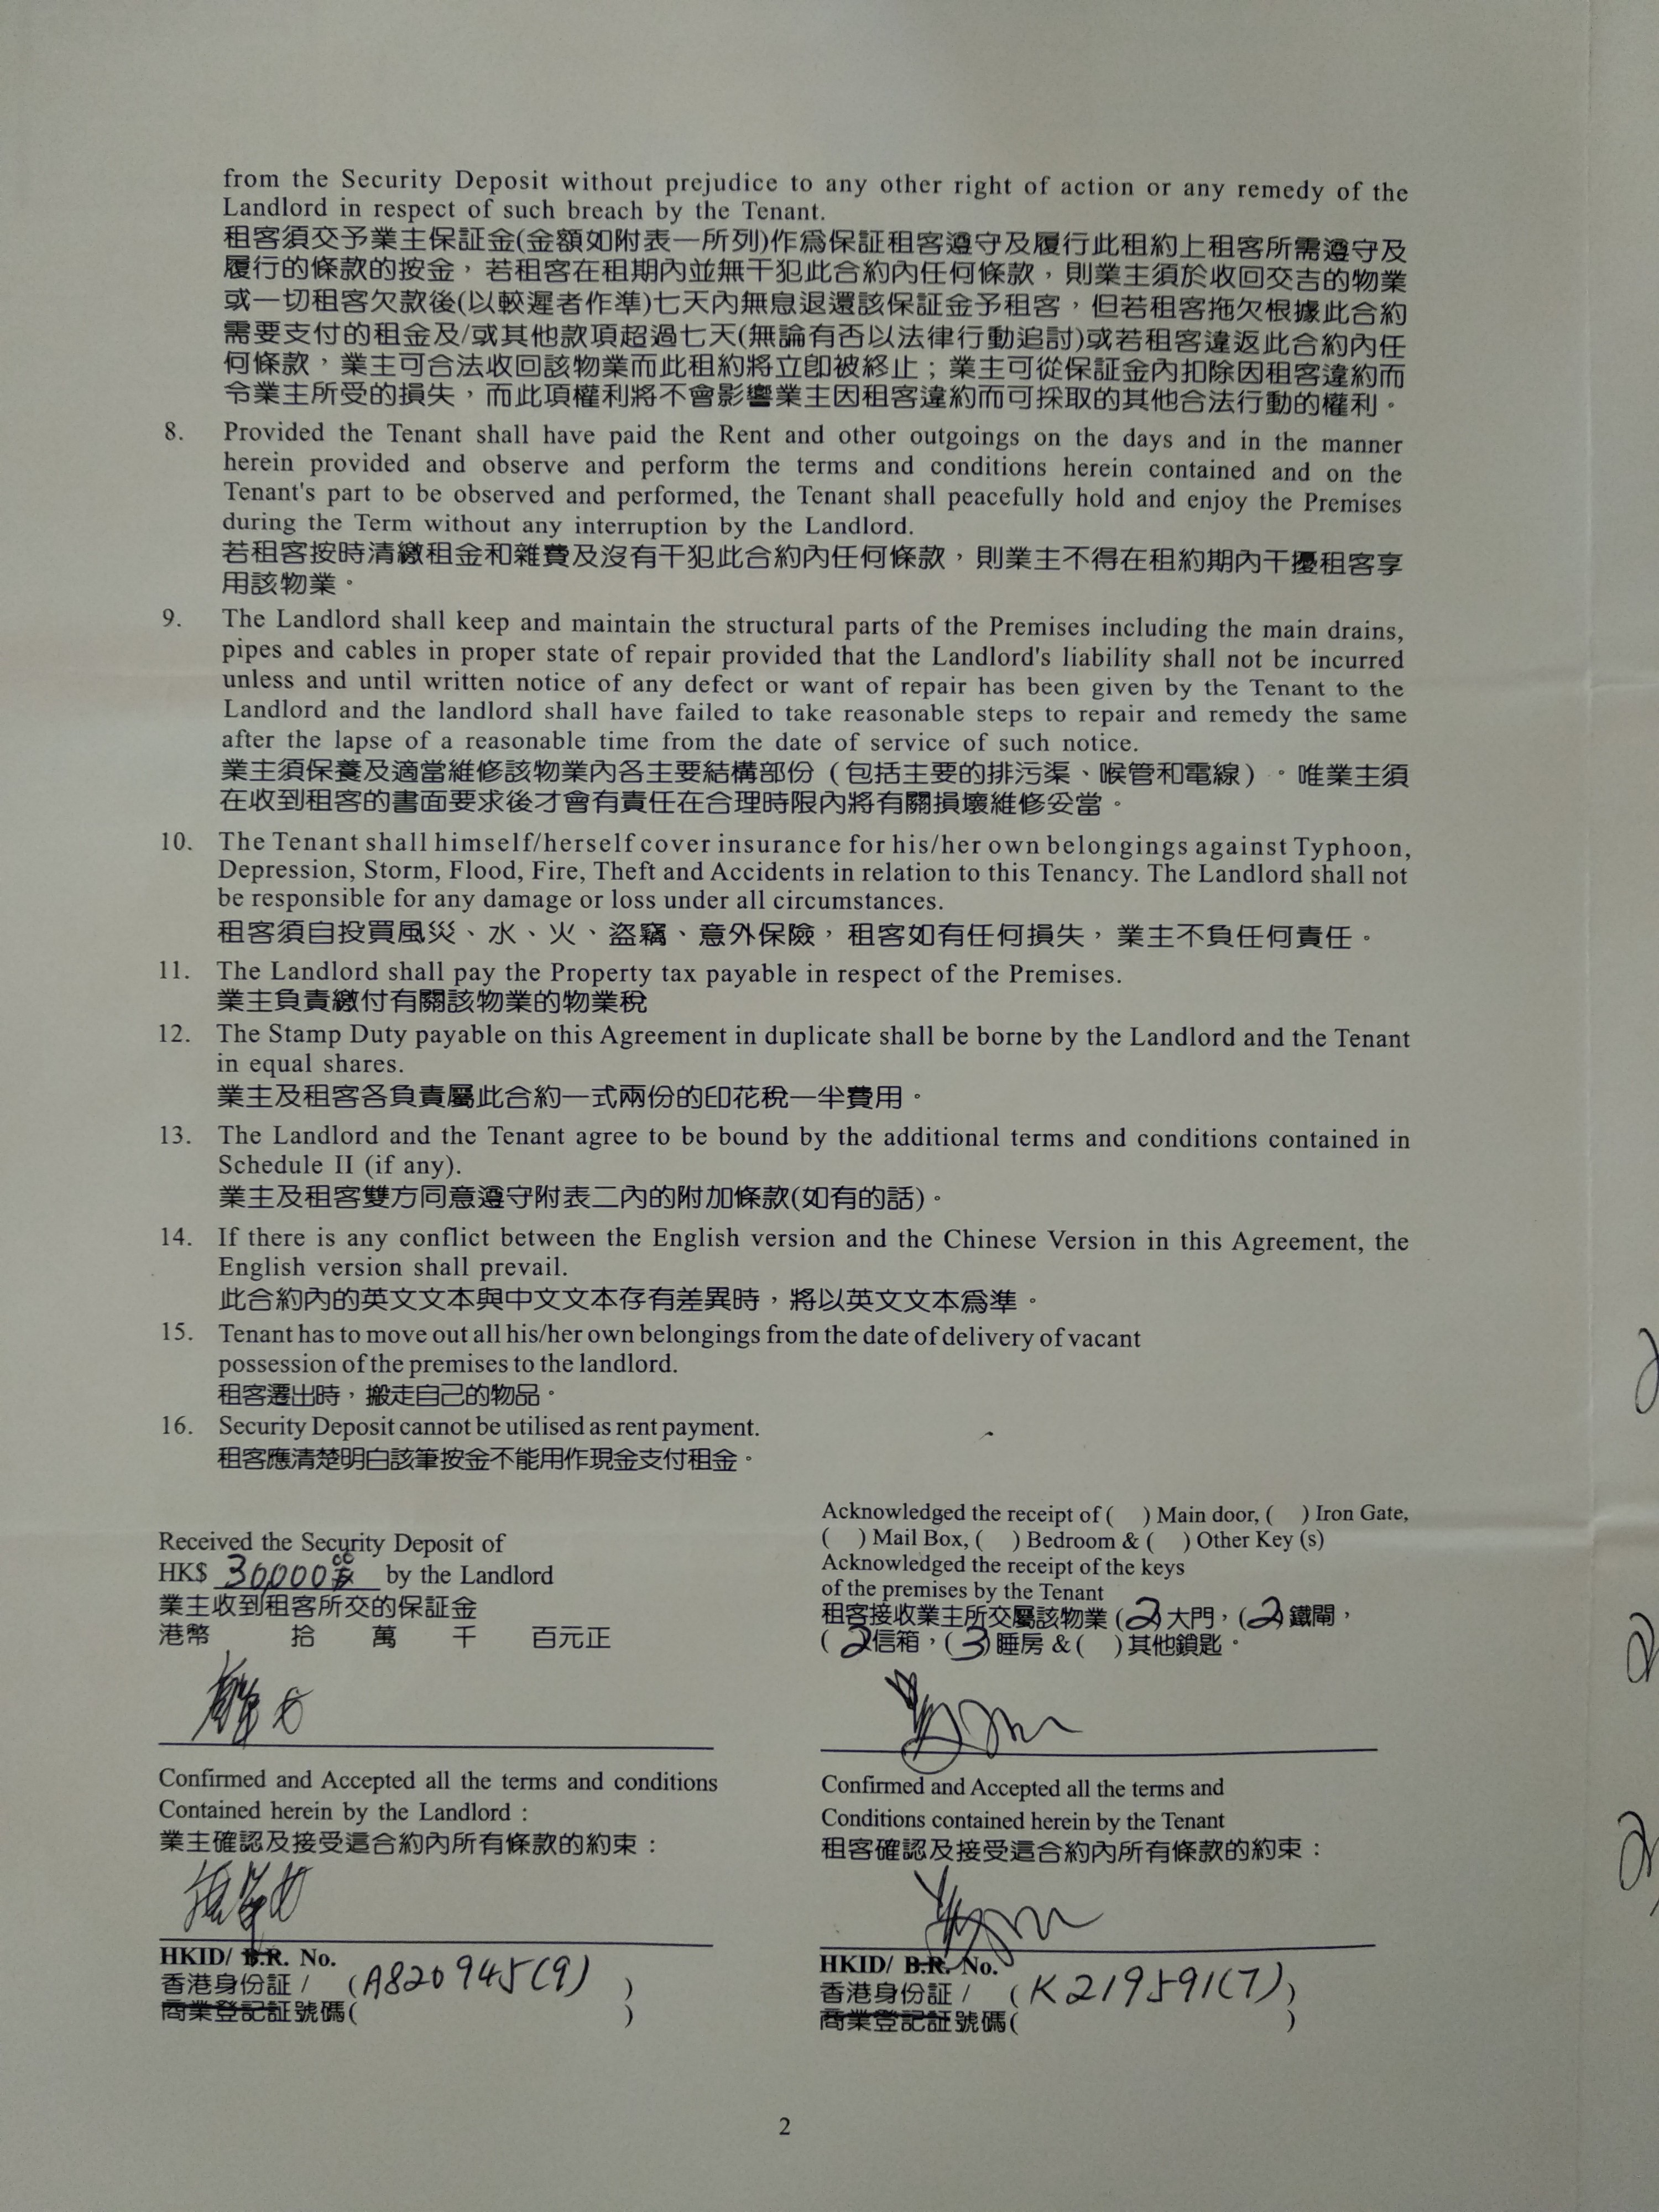 from the Security Deposit without prejudice to any other right of action or any remedy of the
Landlord in respect of such breach by the Tenant.
租客須交予業主保証金(金額如附表一所列)作為保証租客遵守及履行此租約上租客所需遵守及
履行的條款的按金，若租客在租期內並無干犯此合約內任何條款，則業主須於收回交吉的物業
或一切租客欠款後(以較遲者作準)七天內無息退還該保証金予租客，但若租客拖欠根據此合約
需要支付的租金及/或其他款項超過七天(無論有否以法律行動追討)或若租客違返此合約內任
何條款，業主可合法收回該物業而此租約將立即被終止；業主可從保証金內扣除因租客違約而
令業主所受的損失，而此項權利將不會影響業主因租客違約而可採取的其他合法行動的權利。
8. Provided the Tenant shall have paid the Rent and other outgoings on the days and in the manner
herein provided and observe and perform the terms and conditions herein contained and on the
Tenant's part to be observed and performed, the Tenant shall peacefully hold and enjoy the Premises
during the Term without any interruption by the Landlord.
若租客按時清繳租金和雜費及沒有干犯此合約內任何條款，則業主不得在租約期內干擾租客享
用該物業。
9. The Landlord shall keep and maintain the structural parts of the Premises including the main drains,
pipes and cables in proper state of repair provided that the Landlord's liability shall not be incurred
unless and until written notice of any defect or want of repair has been given by the Tenant to the
Landlord and the landlord shall have failed to take reasonable steps to repair and remedy the same
after the lapse of a reasonable time from the date of service of such notice.
業主須保養及適當維修該物業內各主要結構部份（包括主要的排污渠、喉管和電線）。唯業主須
在收到租客的書面要求後才會有責任在合理時限內將有關損壞維修妥當。
10. The Tenant shall himself/herself cover insurance for his/her own belongings against Typhoon,
Depression, Storm, Flood, Fire, Theft and Accidents in relation to this Tenancy. The Landlord shall not
be responsible for any damage or loss under all circumstances.
租客須自投買風災、水、火、盜竊、意外保險，租客如有任何損失，業主不負任何責任。
11. The Landlord shall pay the Property tax payable in respect of the Premises.
業主負責繳付有關該物業的物業稅
12. The Stamp Duty payable on this Agreement in duplicate shall be borne by the Landlord and the Tenant
in equal shares.
業主及租客各負責屬此合約一式兩份的印花稅一半費用。
13. The Landlord and the Tenant agree to be bound by the additional terms and conditions contained in
Schedule II (if any).
業主及租客雙方同意遵守附表二內的附加條款(如有的話)。
14. If there is any conflict between the English version and the Chinese Version in this Agreement, the
English version shall prevail.
此合約內的英文文本與中文文本存有差異時，將以英文文本為準。
15. Tenant has to move out all his/her own belongings from the date of delivery of vacant
possession of the premises to the landlord.
租客遷出時，搬走自己的物品。
16. Security Deposit cannot be utilised as rent payment.
租客應清楚明白該筆按金不能用作現金支付租金。
Received the Security Deposit of
HK$ 30,000 by the Landlord
業主收到租客所交的保証金
港幣 拾 萬 千 百元正
Acknowledged the receipt of ( ) Main door, ( ) Iron Gate,
( ) Mail Box, ( ) Bedroom & ( ) Other Key (s)
Acknowledged the receipt of the keys
of the premises by the Tenant
租客接收業主所交屬該物業 (2) 大門，(2) 鐵閘，
(2) 信箱，(3) 睡房 & ( ) 其他鎖匙。
Confirmed and Accepted all the terms and conditions
Contained herein by the Landlord :
業主確認及接受這合約內所有條款的約束：
HKID/ B.R. No.
香港身份証 / (A820945(9) )
商業登記証號碼( )
Confirmed and Accepted all the terms and
Conditions contained herein by the Tenant
租客確認及接受這合約內所有條款的約束：
HKID/ B.R. No.
香港身份証 / (K219591(7))
商業登記証號碼( )
2